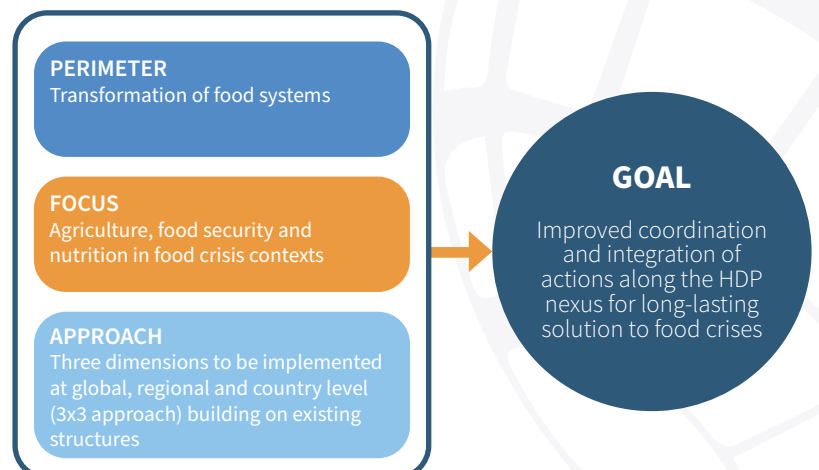 PERIMETER
Transformation of food systems
FOCUS
Agriculture, food security and
nutrition in food crisis contexts
APPROACH
Three dimensions to be implemented
at global, regional and country level
(3x3 approach) building on existing
structures
GOAL
Improved coordination
and integration of
actions along the HDP
nexus for long-lasting
solution to food crises